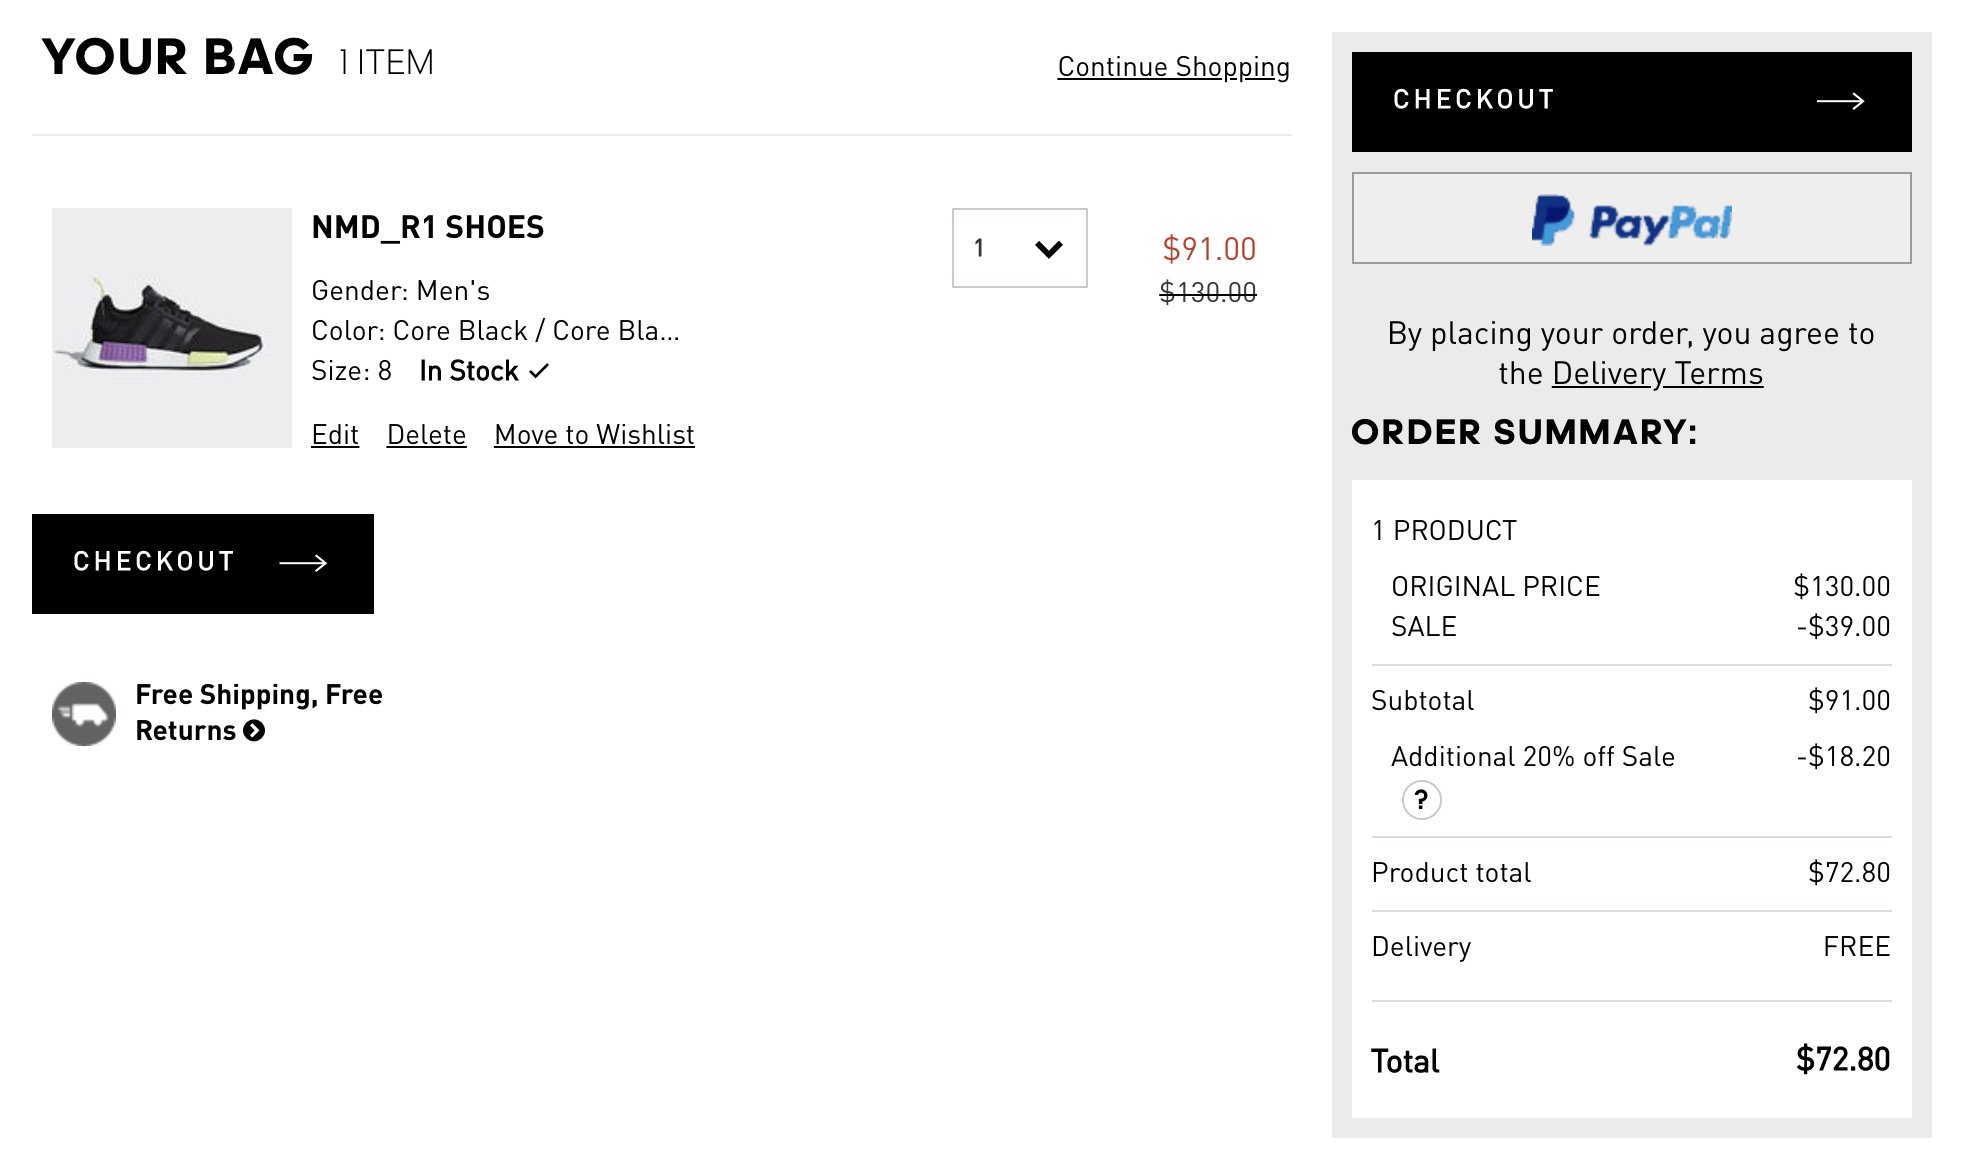 YOUR BAG 1 ITEM
Continue Shopping
NMD_R1 SHOES
Gender: Men's
Color: Core Black / Core Bla...
Size: 8 In Stock
Edit Delete Move to Wishlist
1
$91.00
$130.00
CHECKOUT
Free Shipping, Free
Returns
CHECKOUT
PayPal
By placing your order, you agree to
the Delivery Terms
ORDER SUMMARY:
1 PRODUCT
ORIGINAL PRICE $130.00
SALE -$39.00
Subtotal $91.00
Additional 20% off Sale -$18.20
?
Product total $72.80
Delivery FREE
Total $72.80